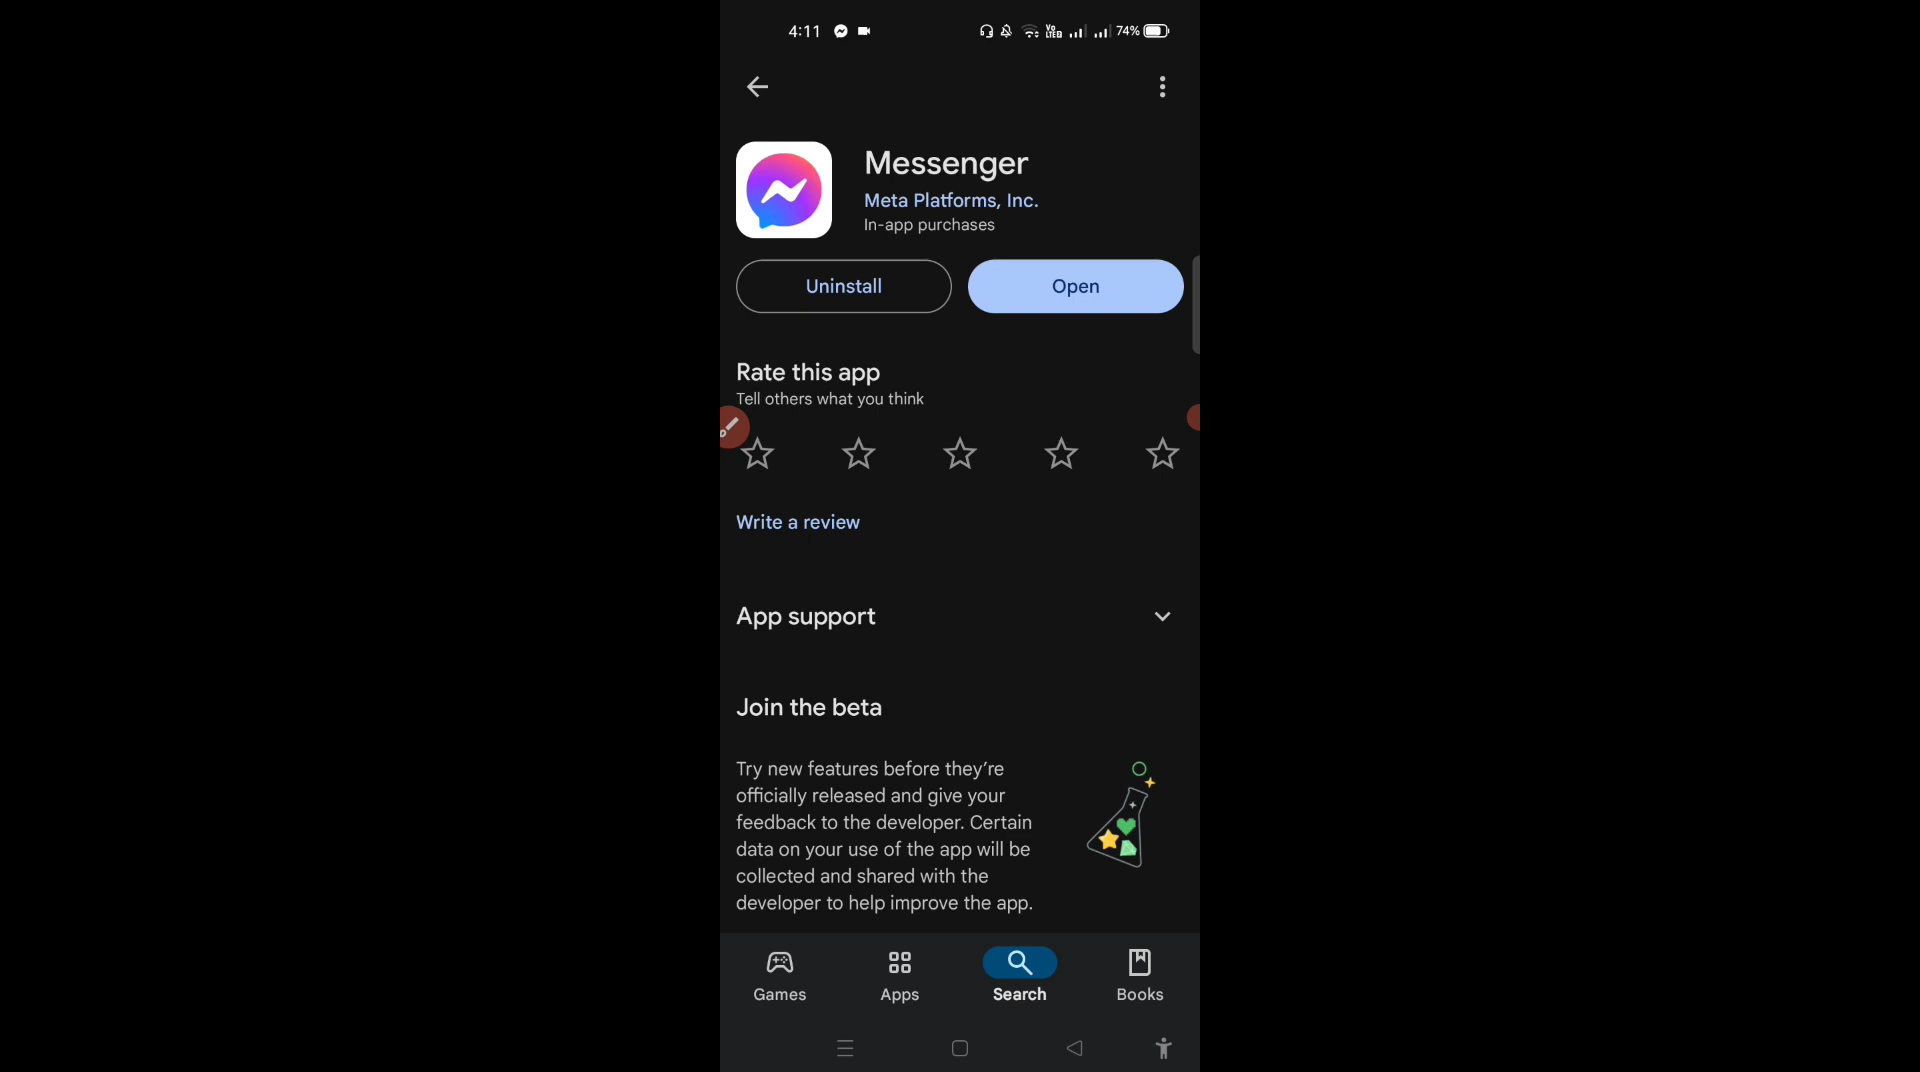 4:11
Vo LTE 74%
Messenger
Meta Platforms, Inc.
In-app purchases
Uninstall
Open
Rate this app
Tell others what you think
Write a review
App support
Join the beta
Try new features before they’re
officially released and give your
feedback to the developer. Certain
data on your use of the app will be
collected and shared with the
developer to help improve the app.
Games
Apps
Search
Books